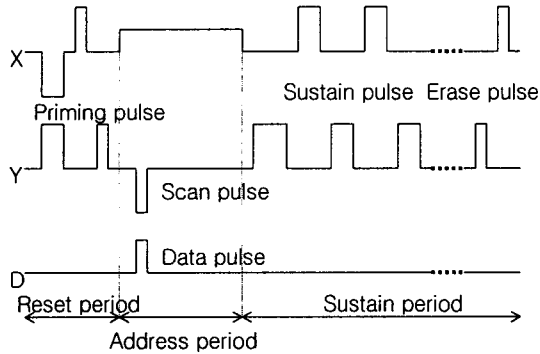 X
Priming pulse
Sustain pulse Erase pulse
Y
Scan pulse
Data pulse
D
Reset period
Sustain period
Address period